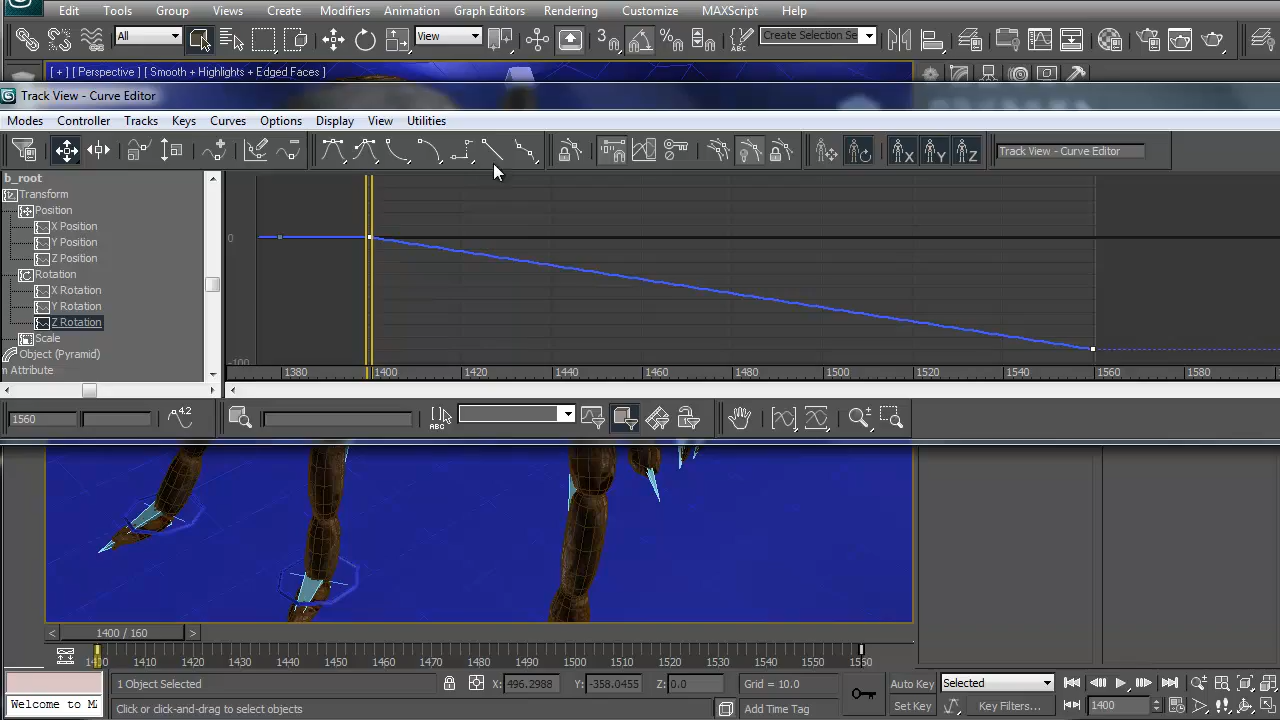 Edit Tools Group Views Create Modifiers Animation Graph Editors Rendering Customize MAXScript Help
All View 3 Create Selection Se
[ + ] [ Perspective ] [ Smooth + Highlights + Edged Faces ]
Track View - Curve Editor
Modes Controller Tracks Keys Curves Options Display View Utilities
X Y Z Track View - Curve Editor
b_root
Transform
Position
X Position
Y Position
Z Position
Rotation
X Rotation
Y Rotation
Z Rotation
Scale
Object (Pyramid)
m Attribute
0
-100
1380 1400 1420 1440 1460 1480 1500 1520 1540 1560 1580
1560 4.2 ABC
1400 / 160
1400 1410 1420 1430 1440 1450 1460 1470 1480 1490 1500 1510 1520 1530 1540 1550 1560
1 Object Selected X: 496.2988 Y: -358.0455 Z: 0.0 Grid = 10.0 Auto Key Selected
Welcome to MA Click or click-and-drag to select objects Add Time Tag Set Key Key Filters... 1400